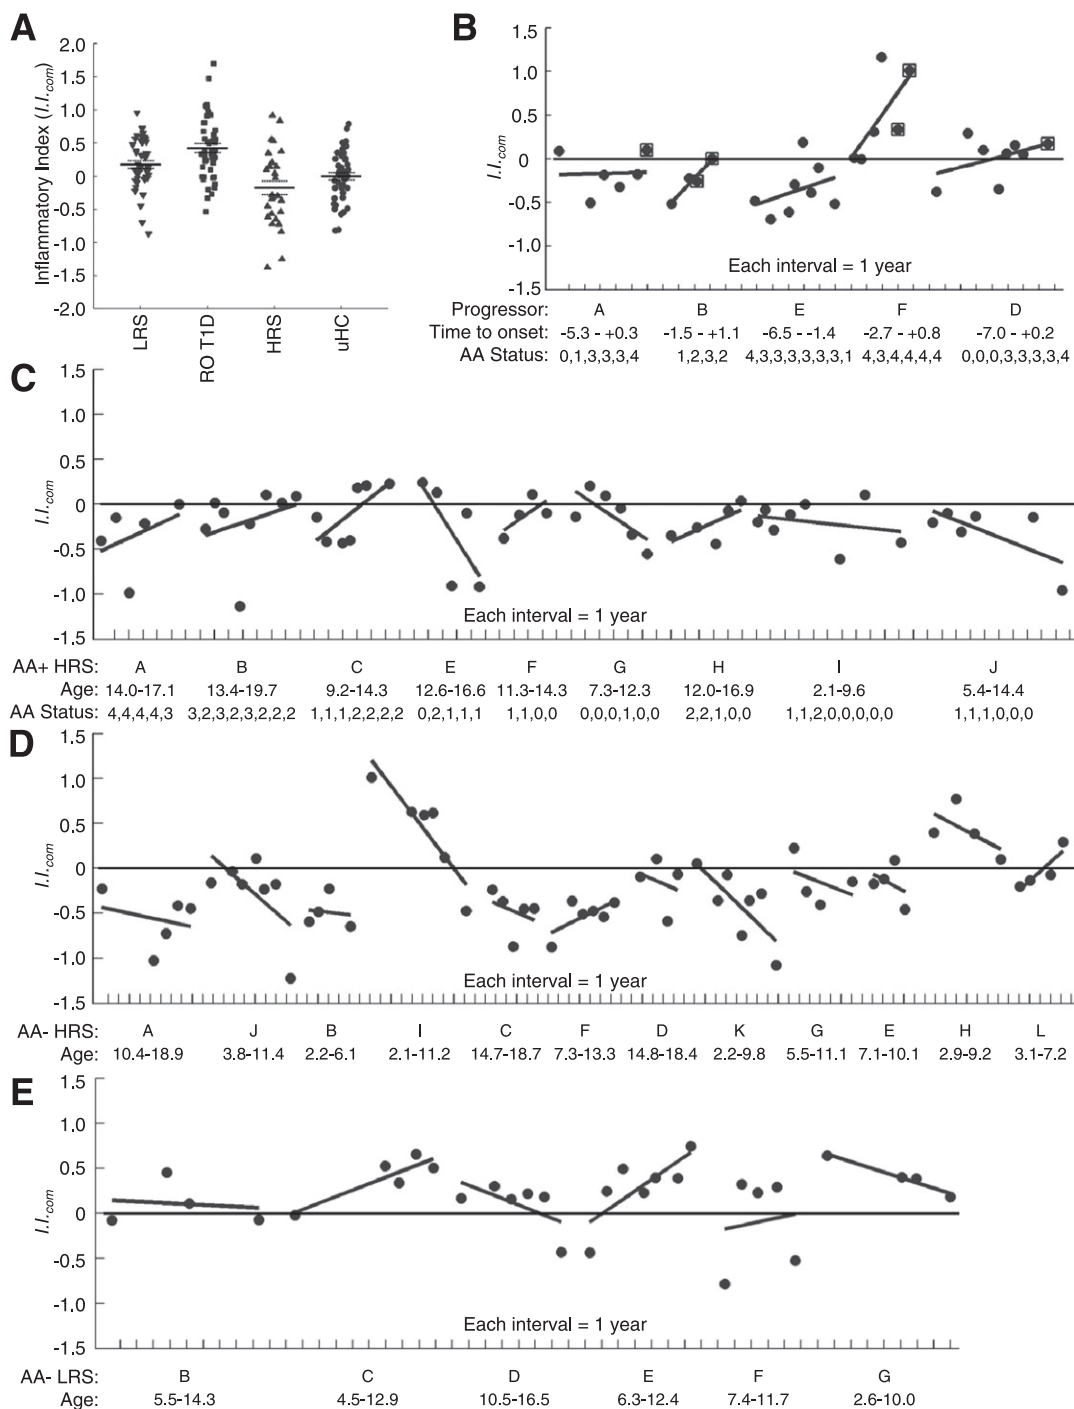 A
Inflammatory Index (I.I.com)
2.0
1.5
1.0
0.5
0
-0.5
-1.0
-1.5
-2.0
LRS
RO T1D
HRS
uHC
B
I.I.com
1.5
1.0
0.5
0
-0.5
-1.0
-1.5
Each interval = 1 year
Progressor: A B E F D
Time to onset: -5.3 - +0.3 -1.5 - +1.1 -6.5 - -1.4 -2.7 - +0.8 -7.0 - +0.2
AA Status: 0,1,3,3,3,4 1,2,3,2 4,3,3,3,3,3,3,1 4,3,4,4,4,4 0,0,0,3,3,3,3,4
C
I.I.com
1.5
1.0
0.5
0
-0.5
-1.0
-1.5
Each interval = 1 year
AA+ HRS: A B C E F G H I J
Age: 14.0-17.1 13.4-19.7 9.2-14.3 12.6-16.6 11.3-14.3 7.3-12.3 12.0-16.9 2.1-9.6 5.4-14.4
AA Status: 4,4,4,4,4,3 3,2,3,2,3,2,2,2 1,1,1,2,2,2,2 0,2,1,1,1 1,1,0,0 0,0,0,1,0,0 2,2,1,0,0 1,1,2,0,0,0,0,0 1,1,1,0,0,0
D
I.I.com
1.5
1.0
0.5
0
-0.5
-1.0
-1.5
Each interval = 1 year
AA- HRS: A J B I C F D K G E H L
Age: 10.4-18.9 3.8-11.4 2.2-6.1 2.1-11.2 14.7-18.7 7.3-13.3 14.8-18.4 2.2-9.8 5.5-11.1 7.1-10.1 2.9-9.2 3.1-7.2
E
I.I.com
1.5
1.0
0.5
0
-0.5
-1.0
-1.5
Each interval = 1 year
AA- LRS: B C D E F G
Age: 5.5-14.3 4.5-12.9 10.5-16.5 6.3-12.4 7.4-11.7 2.6-10.0